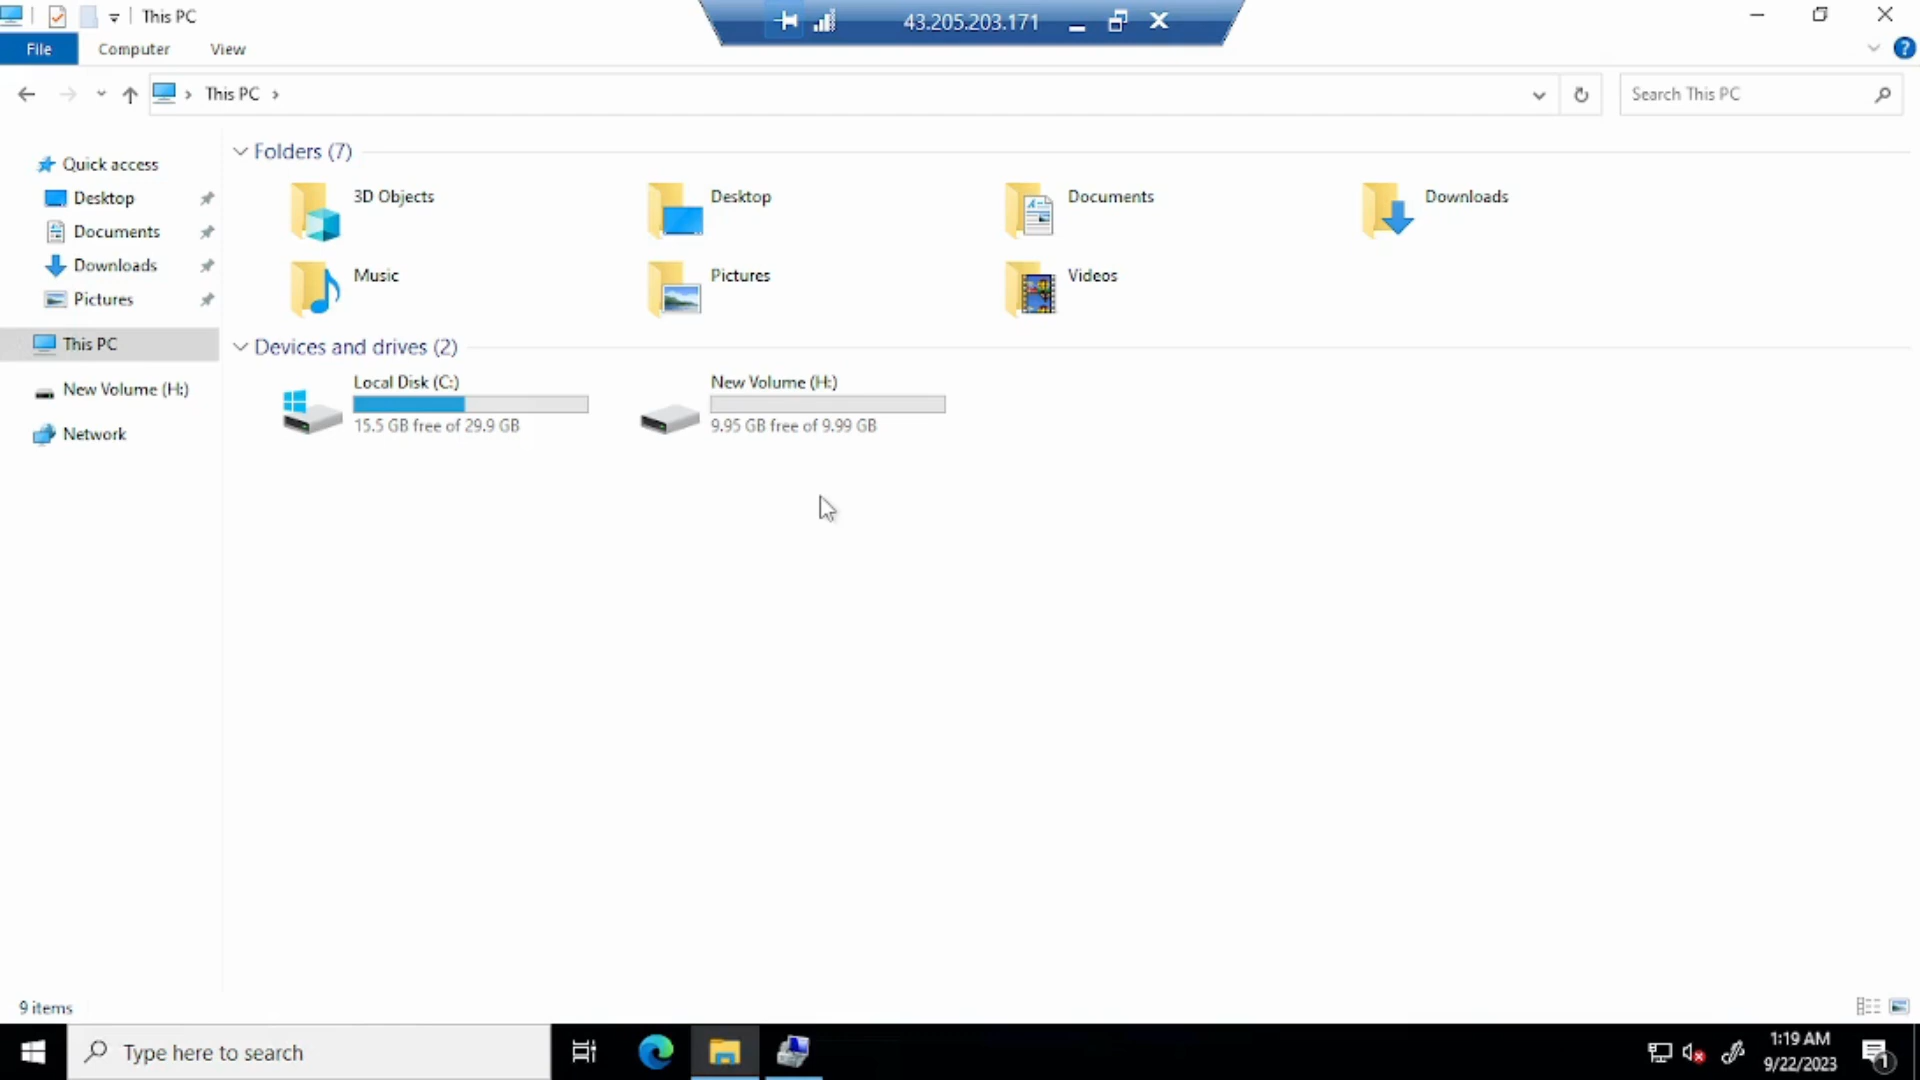 This PC
43.205.203.171
File
Computer
View
This PC
Search This PC
Quick access
Desktop
Documents
Downloads
Pictures
This PC
New Volume (H:)
Network
Folders (7)
3D Objects
Desktop
Documents
Downloads
Music
Pictures
Videos
Devices and drives (2)
Local Disk (C:)
15.5 GB free of 29.9 GB
New Volume (H:)
9.95 GB free of 9.99 GB
9 items
Type here to search
1:19 AM
9/22/2023
1